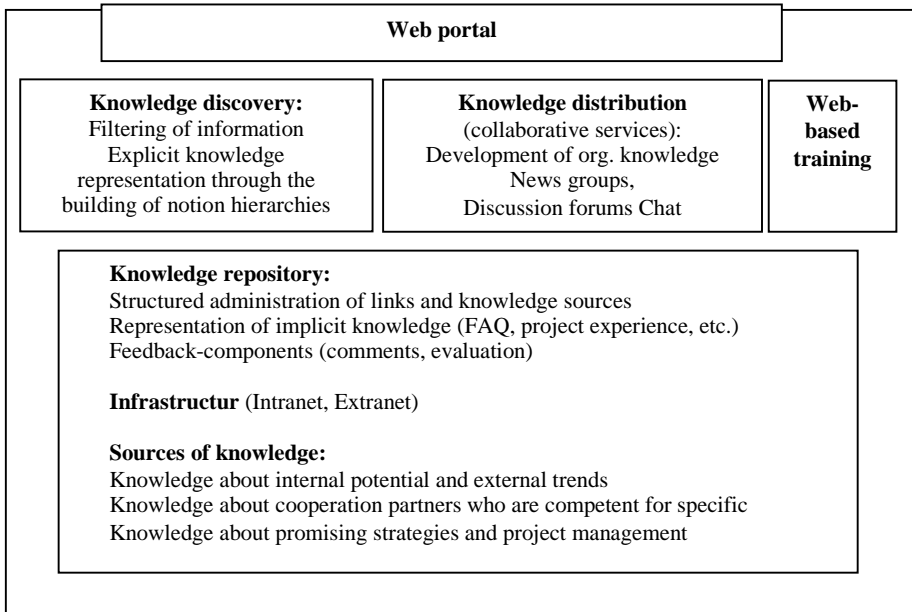 Web portal
Knowledge discovery:
Filtering of information
Explicit knowledge
representation through the
building of notion hierarchies
Knowledge distribution
(collaborative services):
Development of org. knowledge
News groups,
Discussion forums Chat
Web-
based
training
Knowledge repository:
Structured administration of links and knowledge sources
Representation of implicit knowledge (FAQ, project experience, etc.)
Feedback-components (comments, evaluation)
Infrastructur (Intranet, Extranet)
Sources of knowledge:
Knowledge about internal potential and external trends
Knowledge about cooperation partners who are competent for specific
Knowledge about promising strategies and project management